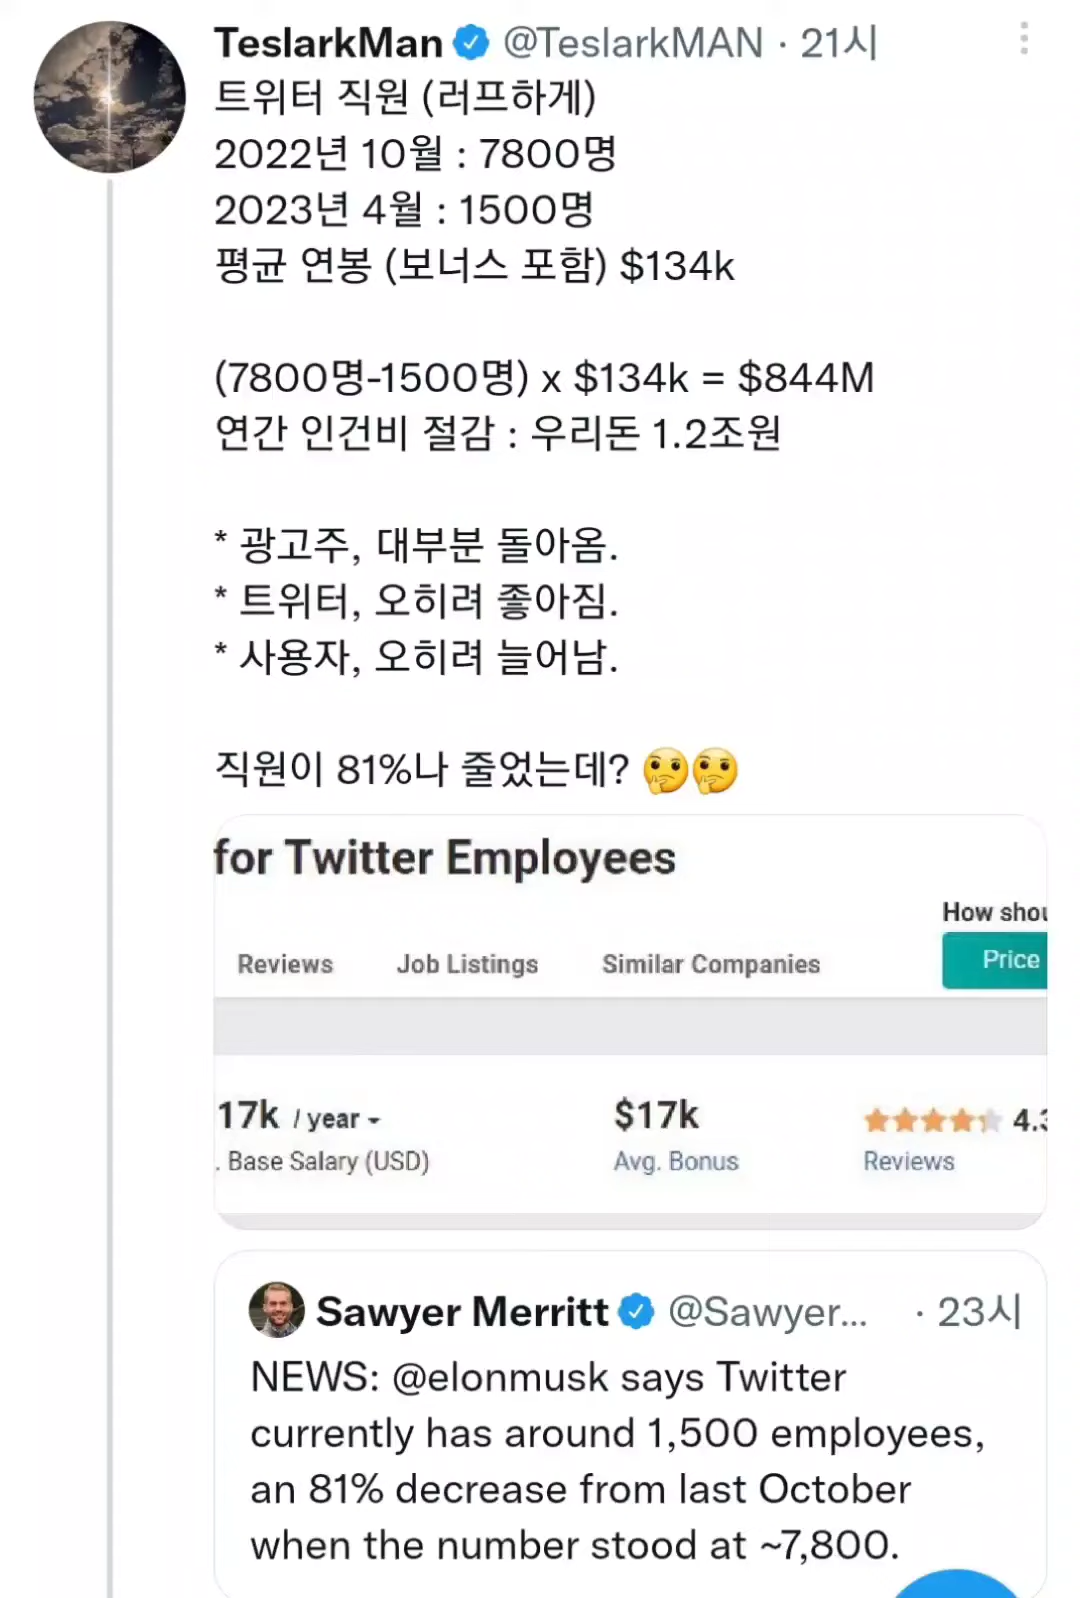 TeslarkMan @TeslarkMAN · 21시
트위터 직원 (러프하게)
2022년 10월 : 7800명
2023년 4월 : 1500명
평균 연봉 (보너스 포함) $134k
(7800명-1500명) x $134k = $844M
연간 인건비 절감 : 우리돈 1.2조원
* 광고주, 대부분 돌아옴.
* 트위터, 오히려 좋아짐.
* 사용자, 오히려 늘어남.
직원이 81%나 줄었는데? 🤔🤔
for Twitter Employees
How shou
Reviews Job Listings Similar Companies Price
17k / year $17k 4.3
. Base Salary (USD) Avg. Bonus Reviews
Sawyer Merritt @Sawyer... · 23시
NEWS: @elonmusk says Twitter
currently has around 1,500 employees,
an 81% decrease from last October
when the number stood at ~7,800.